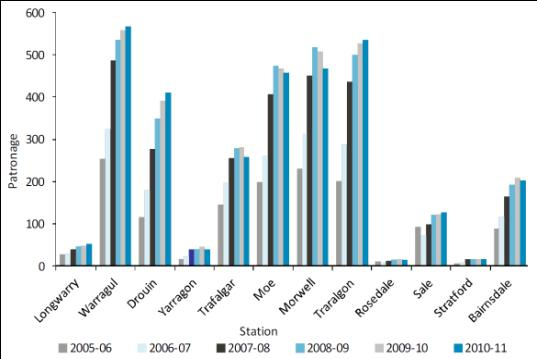 600
500
400
300
200
100
0
Patronage
Longwarry
Warragul
Drouin
Yarragon
Trafalgar
Moe
Morwell
Traralgon
Rosedale
Sale
Stratford
Bairnsdale
Station
2005-06 2006-07 2007-08 2008-09 2009-10 2010-11